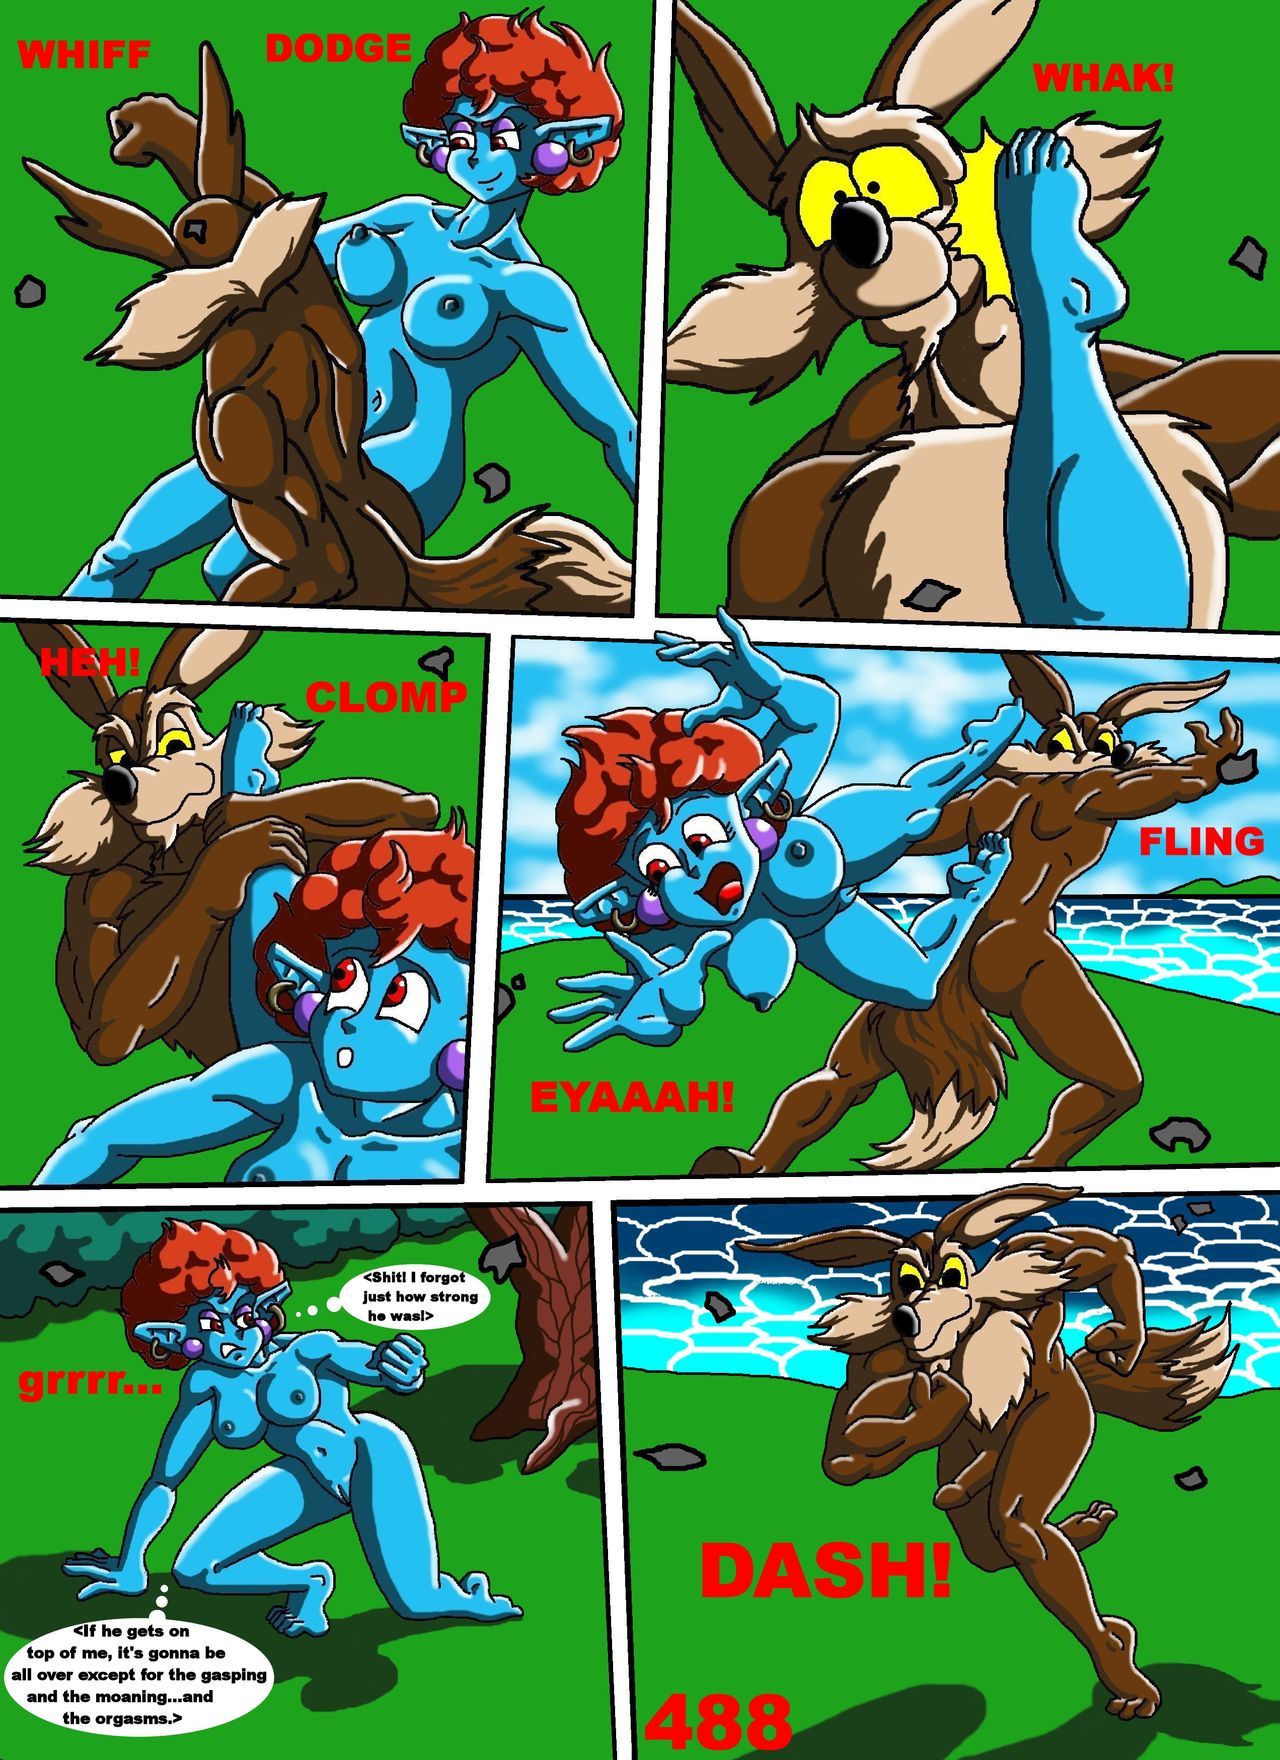 WHIFF
DODGE
WHAK!
HEH!
CLOMP
FLING
EYAAAH!
<Shit! I forgot
just how strong
he was!>
grrrr...
<If he gets on
top of me, it's gonna be
all over except for the gasping
and the moaning...and
the orgasms.>
DASH!
488